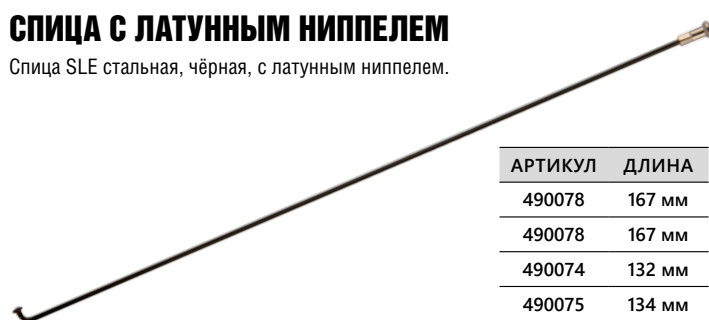 СПИЦА С ЛАТУННЫМ НИППЕЛЕМ
Спица SLE стальная, чёрная, с латунным ниппелем.
АРТИКУЛ ДЛИНА
490078 167 мм
490078 167 мм
490074 132 мм
490075 134 мм